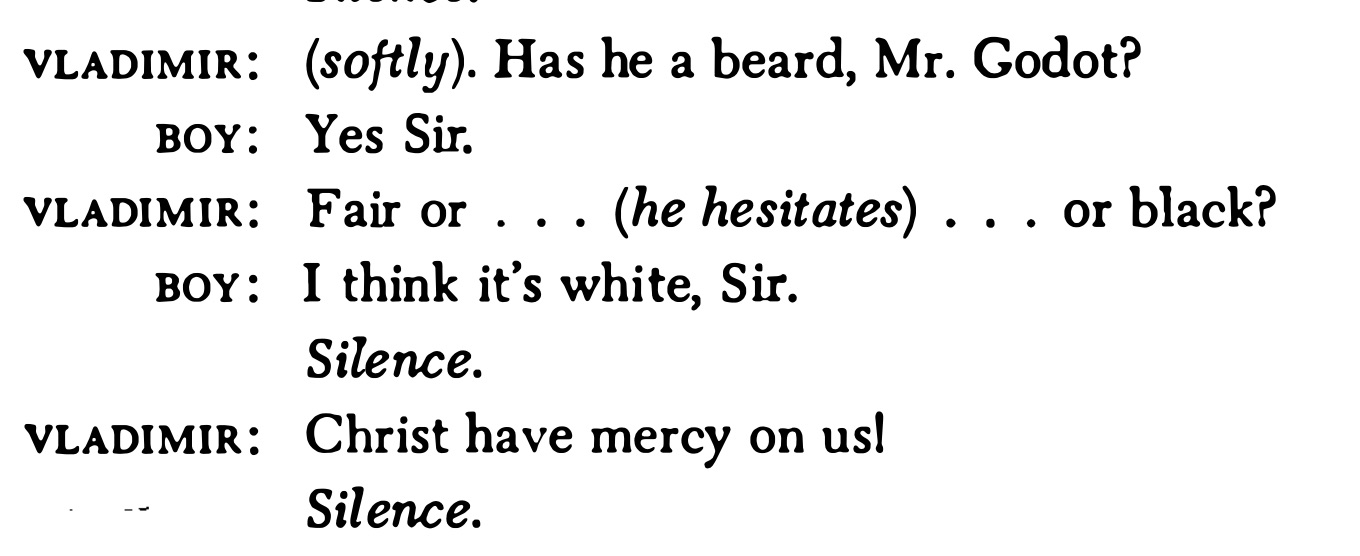 Silence.
VLADIMIR: (softly). Has he a beard, Mr. Godot?
BOY: Yes Sir.
VLADIMIR: Fair or . . . (he hesitates) . . . or black?
BOY: I think it's white, Sir.
Silence.
VLADIMIR: Christ have mercy on us!
Silence.